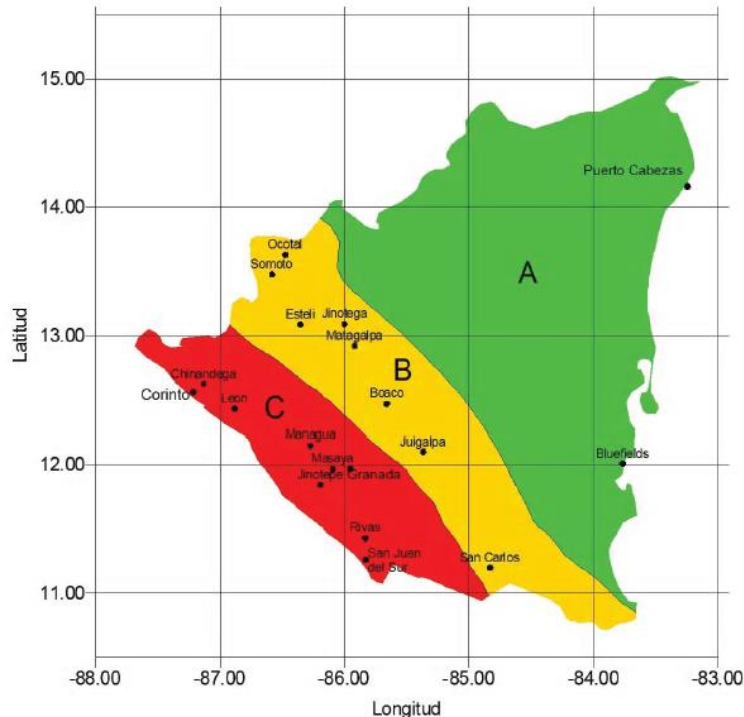 15.00
Puerto Cabezas
14.00
Ocotal
Somoto
A
Latitud
13.00
Esteli
Jinotega
Matagalpa
B
Chinandega
Corinto
Leon
C
Bosco
Managua
Juigalpa
Masaya
12.00
Bluefields
Jinotepe Granada
Rivas
San Juan
del Sur
San Carlos
11.00
-88.00 -87.00 -86.00 -85.00 -84.00 -83.00
Longitud